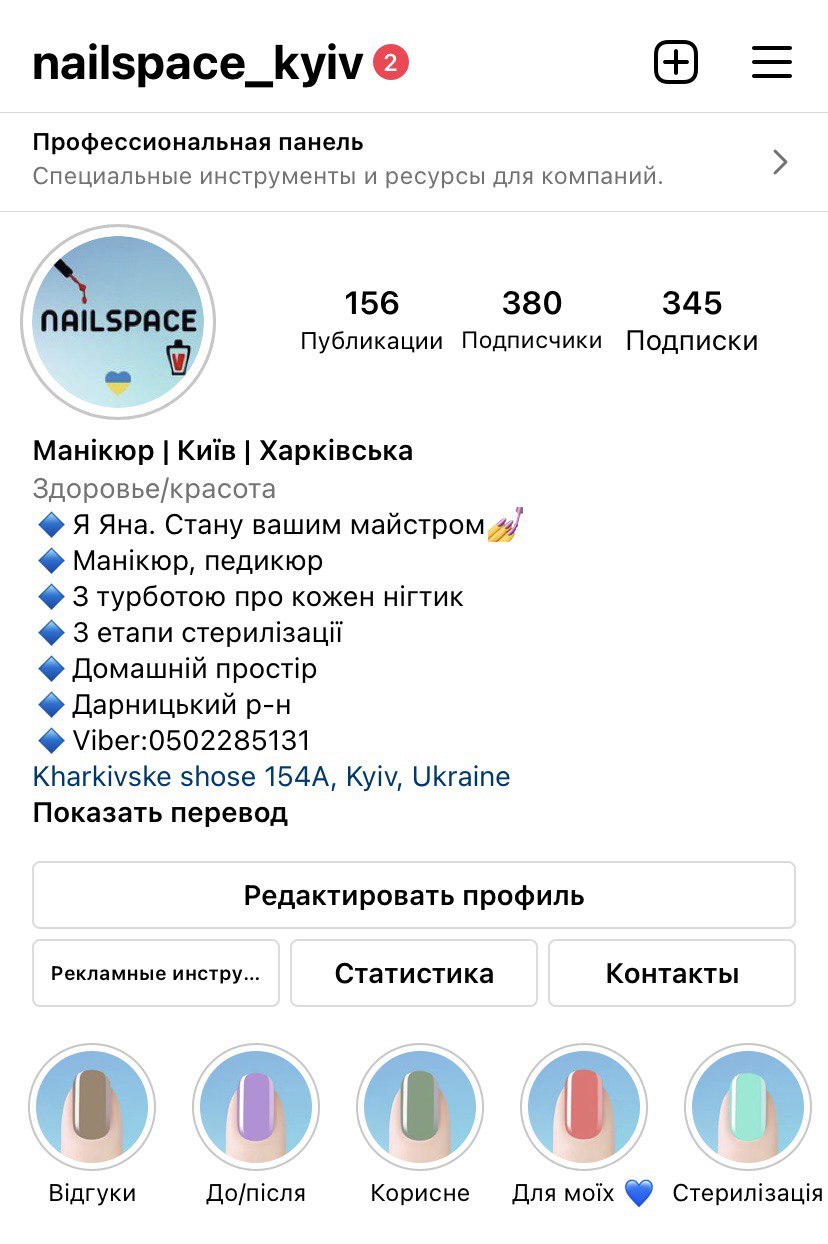 nailspace_kyiv 2
Профессиональная панель
Специальные инструменты и ресурсы для компаний.
NAILSPACE
V
156 380 345
Публикации Подписчики Подписки
Манікюр | Київ | Харківська
Здоровье/красота
🔷 Я Яна. Стану вашим майстром💅
🔷 Манікюр, педикюр
🔷 З турботою про кожен нігтик
🔷 3 етапи стерилізації
🔷 Домашній простір
🔷 Дарницький р-н
🔷 Viber:0502285131
Kharkivske shose 154A, Kyiv, Ukraine
Показать перевод
Редактировать профиль
Рекламные инстру... Статистика Контакты
Відгуки До/після Корисне Для моїх 💙 Стерилізація